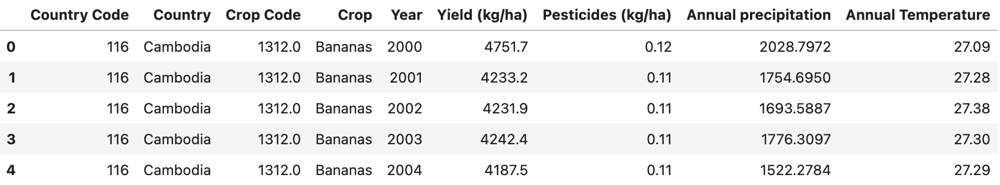 Country Code Country Crop Code Crop Year Yield (kg/ha) Pesticides (kg/ha) Annual precipitation Annual Temperature
0 116 Cambodia 1312.0 Bananas 2000 4751.7 0.12 2028.7972 27.09
1 116 Cambodia 1312.0 Bananas 2001 4233.2 0.11 1754.6950 27.28
2 116 Cambodia 1312.0 Bananas 2002 4231.9 0.11 1693.5887 27.38
3 116 Cambodia 1312.0 Bananas 2003 4242.4 0.11 1776.3097 27.30
4 116 Cambodia 1312.0 Bananas 2004 4187.5 0.11 1522.2784 27.29